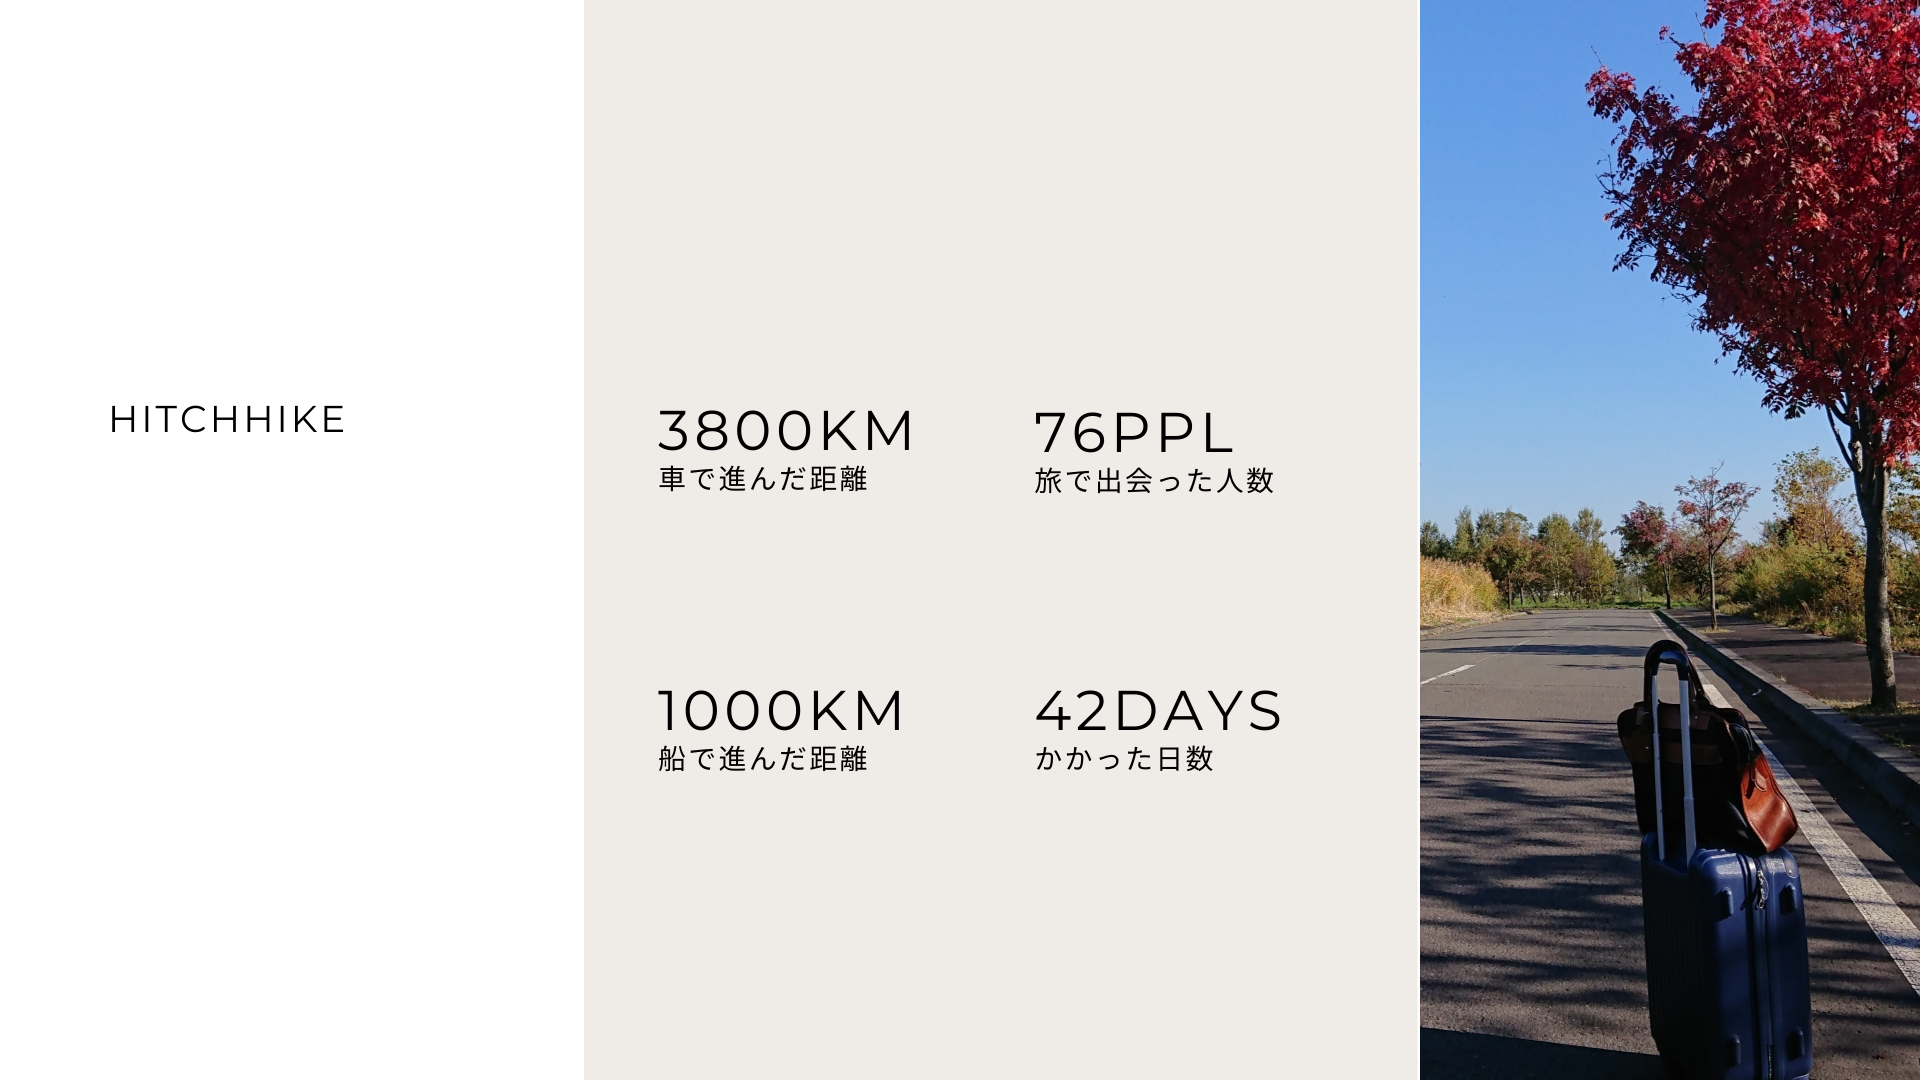 HITCHHIKE
3800KM
車で進んだ距離
76PPL
旅で出会った人数
1000KM
船で進んだ距離
42DAYS
かかった日数